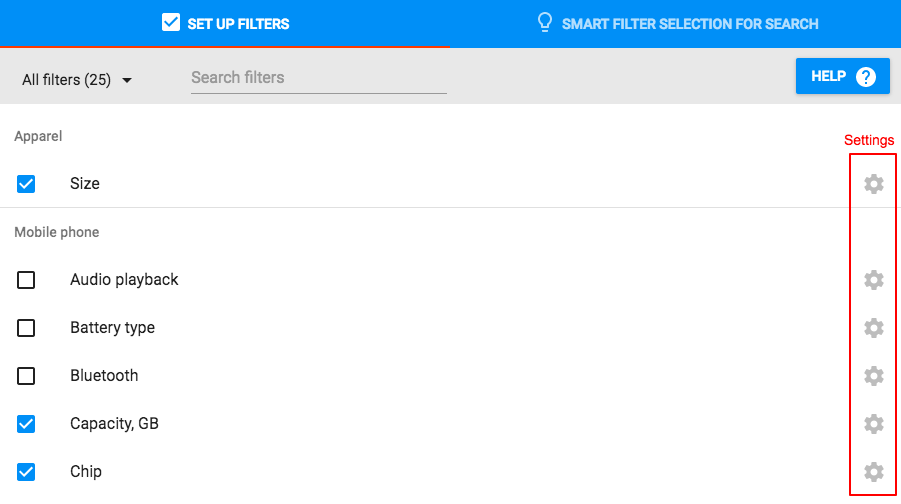 SET UP FILTERS
SMART FILTER SELECTION FOR SEARCH
All filters (25)
Search filters
HELP ?
Apparel
Settings
Size
Mobile phone
Audio playback
Battery type
Bluetooth
Capacity, GB
Chip